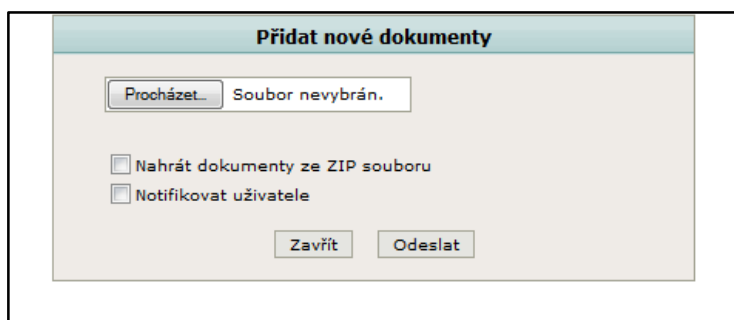 Přidat nové dokumenty
Procházet... Soubor nevybrán.
Nahrát dokumenty ze ZIP souboru
Notifikovat uživatele
Zavřít Odeslat